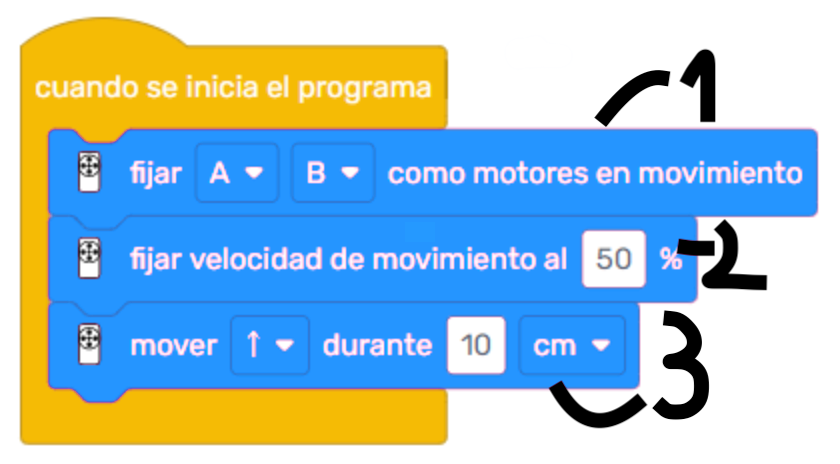 cuando se inicia el programa
1
fijar A B como motores en movimiento
fijar velocidad de movimiento al 50 %
2
mover ↑ durante 10 cm
3